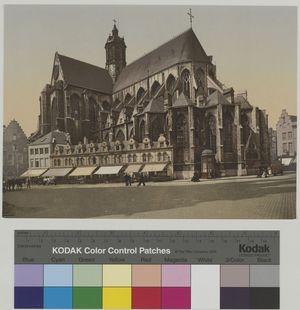 KODAK Color Control Patches
Kodak
Blue Cyan Green Yellow Red Magenta White 3/Color Black